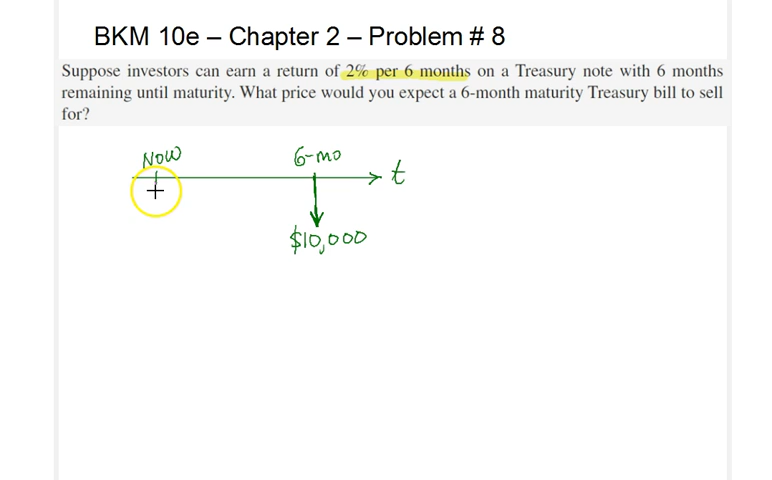 BKM 10e – Chapter 2 – Problem # 8
Suppose investors can earn a return of 2% per 6 months on a Treasury note with 6 months
remaining until maturity. What price would you expect a 6-month maturity Treasury bill to sell
for?
NOW 6-mo
t
$10,000